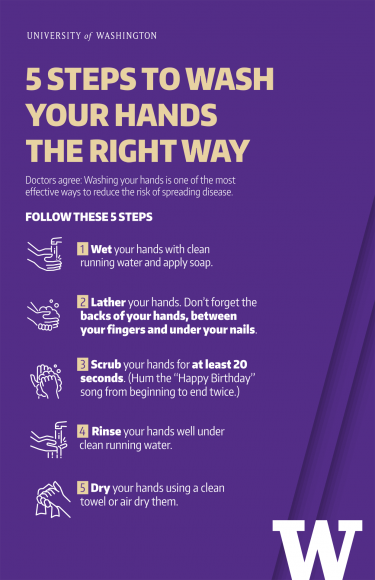 UNIVERSITY of WASHINGTON
5 STEPS TO WASH
YOUR HANDS
THE RIGHT WAY
Doctors agree: Washing your hands is one of the most
effective ways to reduce the risk of spreading disease.
FOLLOW THESE 5 STEPS
1 Wet your hands with clean
running water and apply soap.
2 Lather your hands. Don't forget the
backs of your hands, between
your fingers and under your nails.
3 Scrub your hands for at least 20
seconds. (Hum the "Happy Birthday"
song from beginning to end twice.)
4 Rinse your hands well under
clean running water.
5 Dry your hands using a clean
towel or air dry them.
W